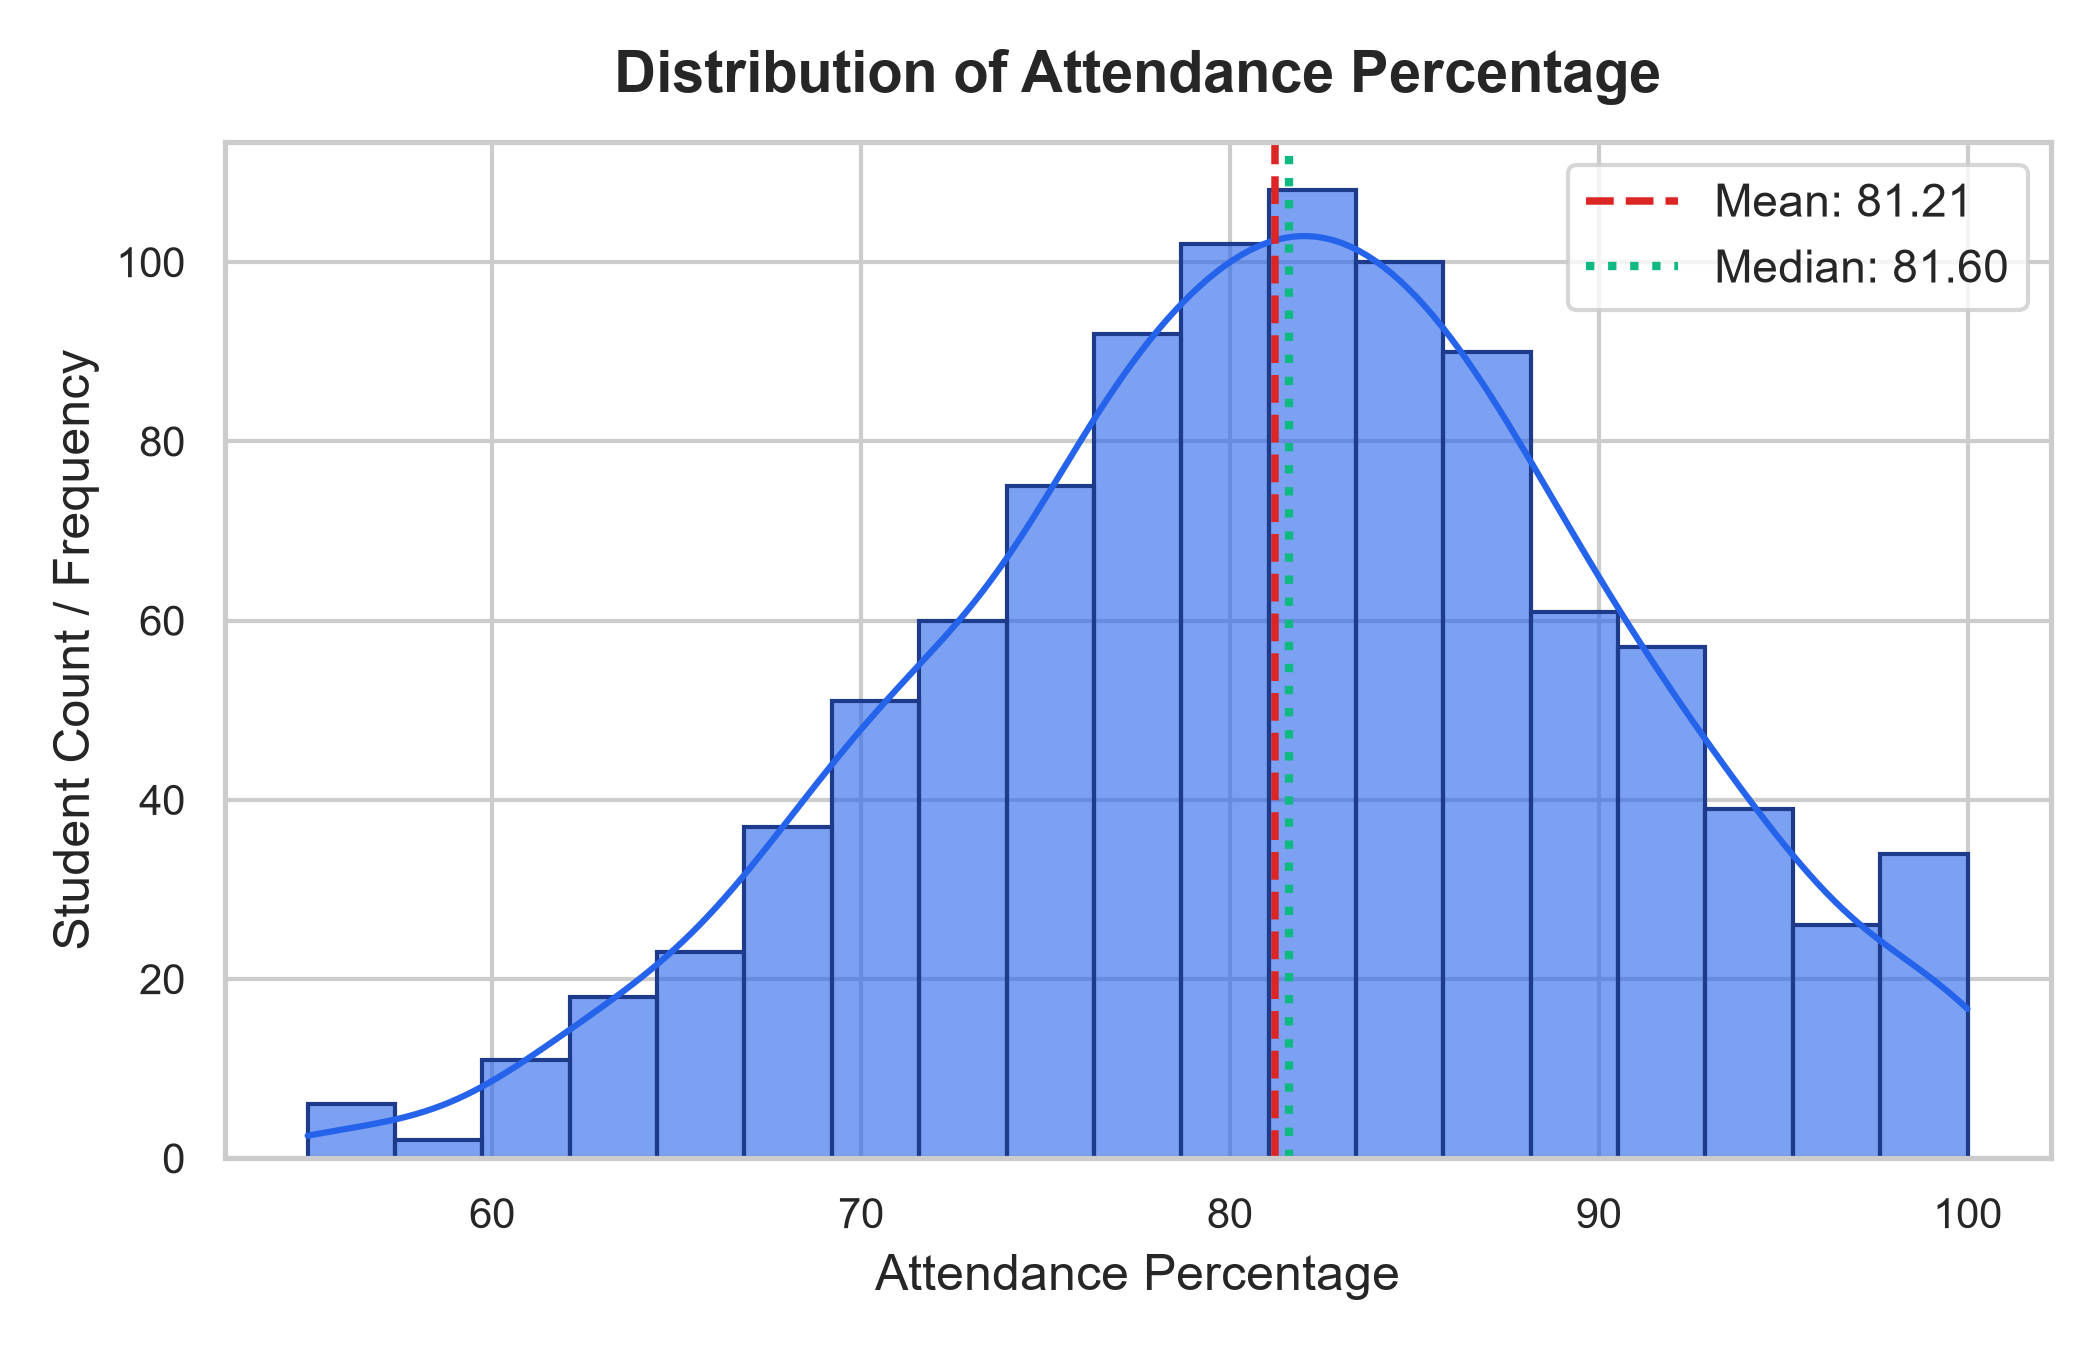 Distribution of Attendance Percentage
Mean: 81.21
Median: 81.60
Student Count / Frequency
100
80
60
40
20
0
60 70 80 90 100
Attendance Percentage